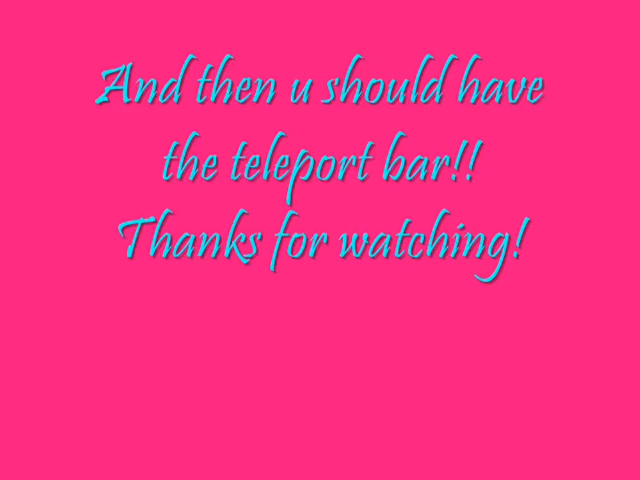 And then u should have
the teleport bar!!
Thanks for watching!